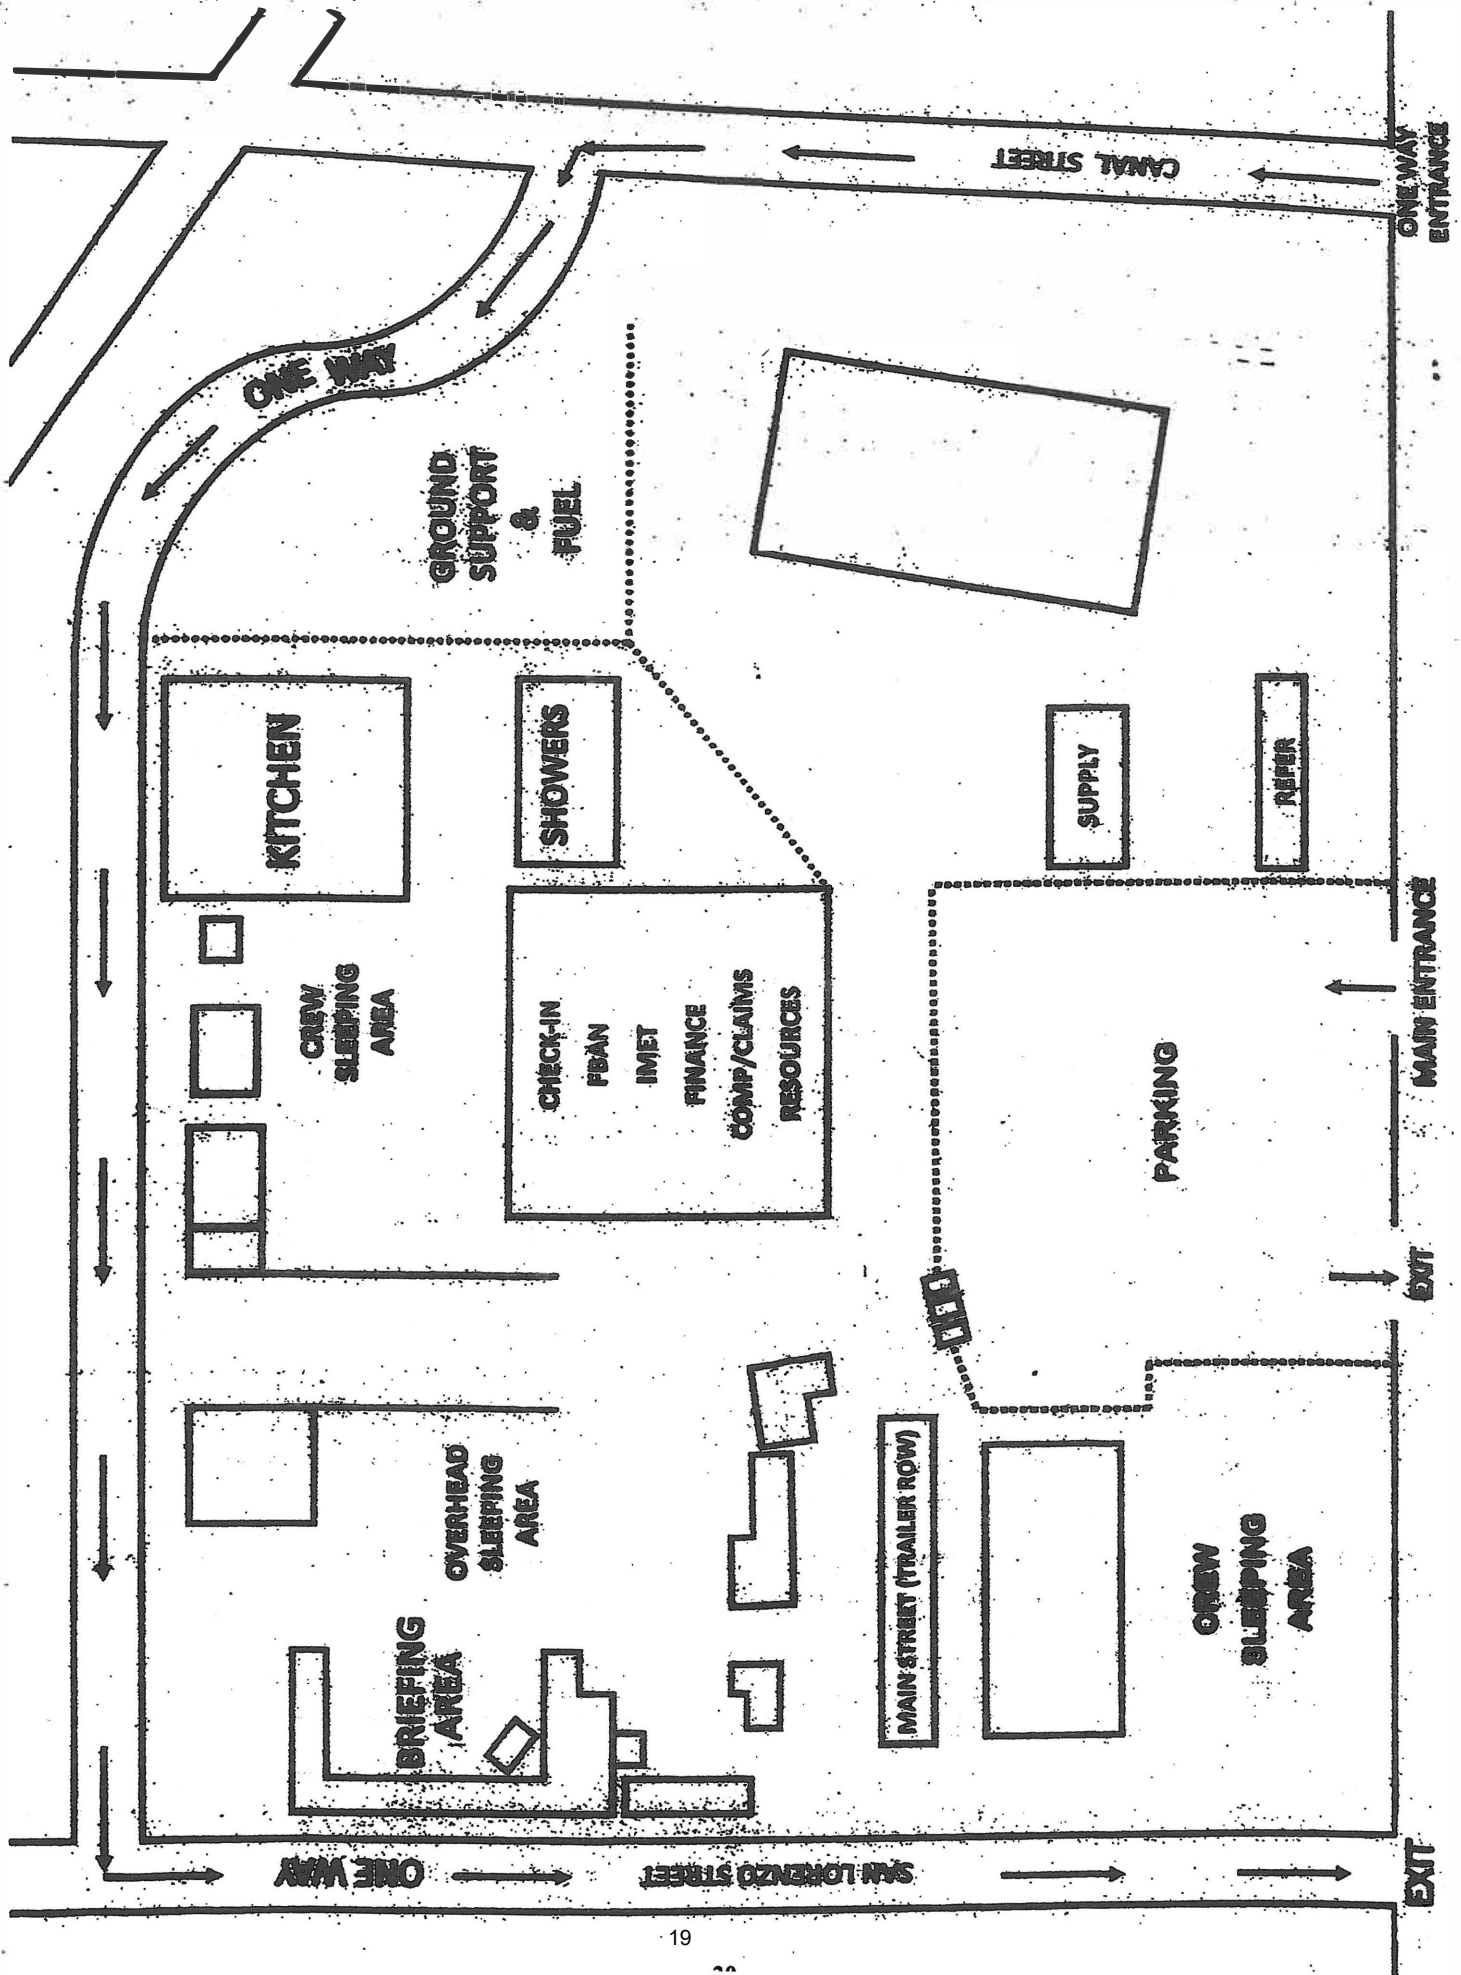 ONE WAY
KITCHEN
CREW
SLEEPING
AREA
BRIEFING
AREA
OVERHEAD
SLEEPING
AREA
GROUND
SUPPORT
&
FUEL
SHOWERS
CHECK-IN
FBAN
IMET
FINANCE
COMP/CLAIMS
RESOURCES
ONE WAY
SAN LORENZO STREET
EXIT
MAIN STREET (TRAILER ROW)
CREW
SLEEPING
AREA
PARKING
SUPPLY
REFER
CANAL STREET
EXIT
MAIN ENTRANCE
ONE WAY
ENTRANCE
19